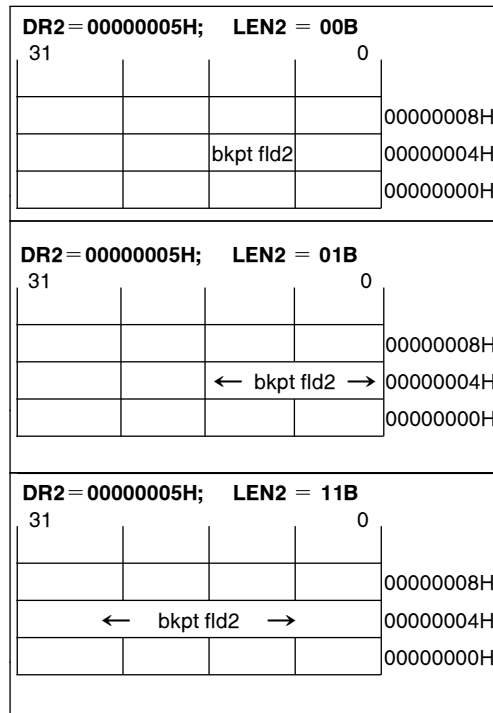 DR2=00000005H; LEN2 = 00B
31 0
00000008H
bkpt fld2 00000004H
00000000H
DR2=00000005H; LEN2 = 01B
31 0
00000008H
← bkpt fld2 → 00000004H
00000000H
DR2=00000005H; LEN2 = 11B
31 0
00000008H
← bkpt fld2 → 00000004H
00000000H